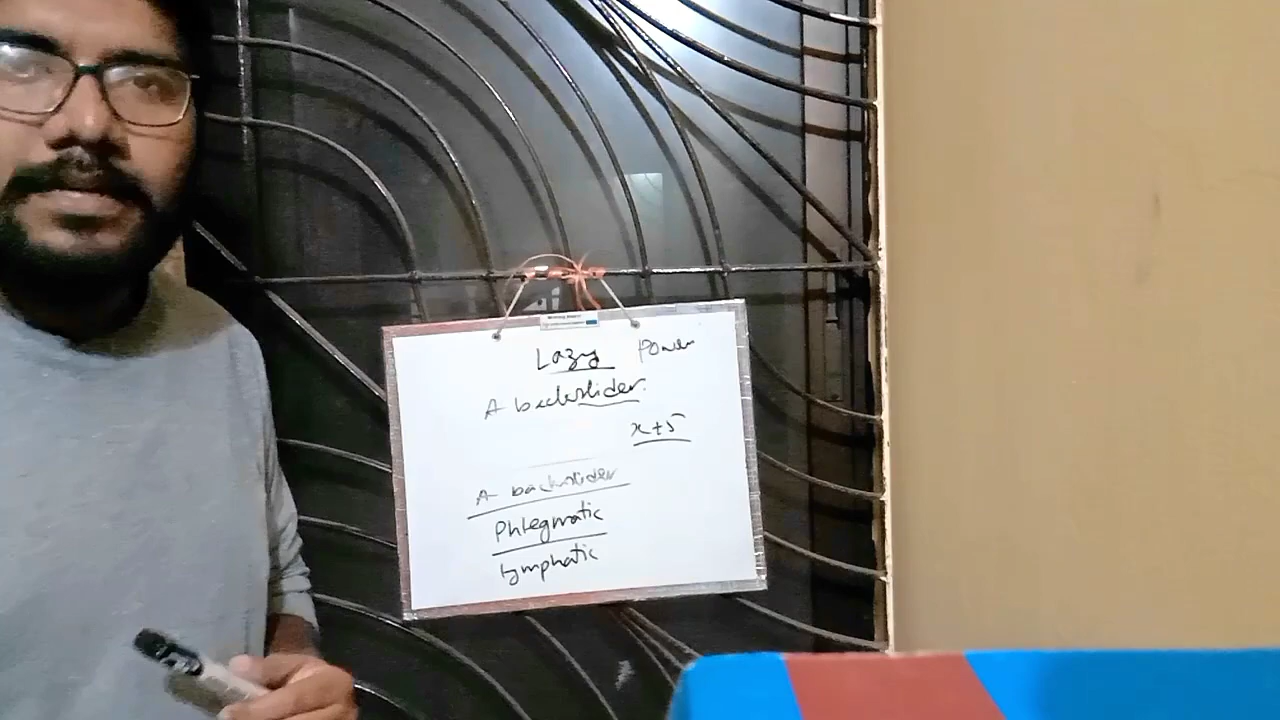 Lazy Power
A backslider.
x+5
A backslider
Phlegmatic
Lymphatic